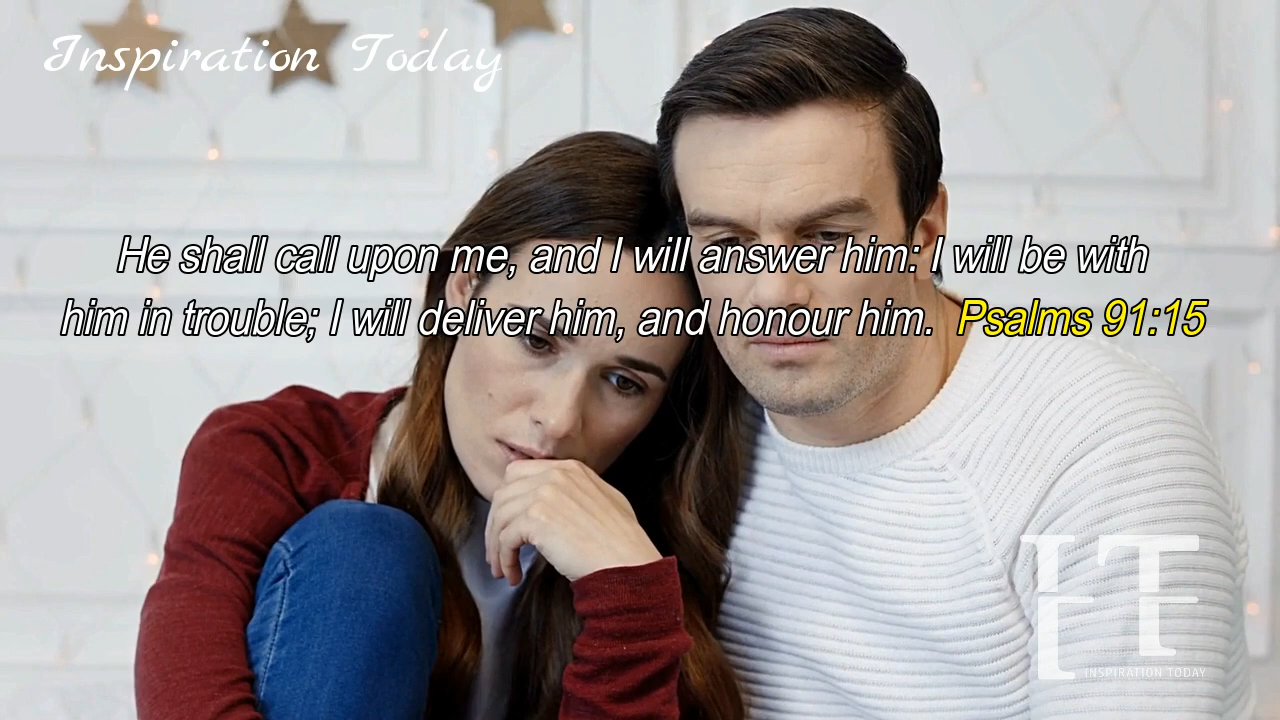 Inspiration Today
He shall call upon me, and I will answer him: I will be with
him in trouble; I will deliver him, and honour him. Psalms 91:15
INSPIRATION TODAY